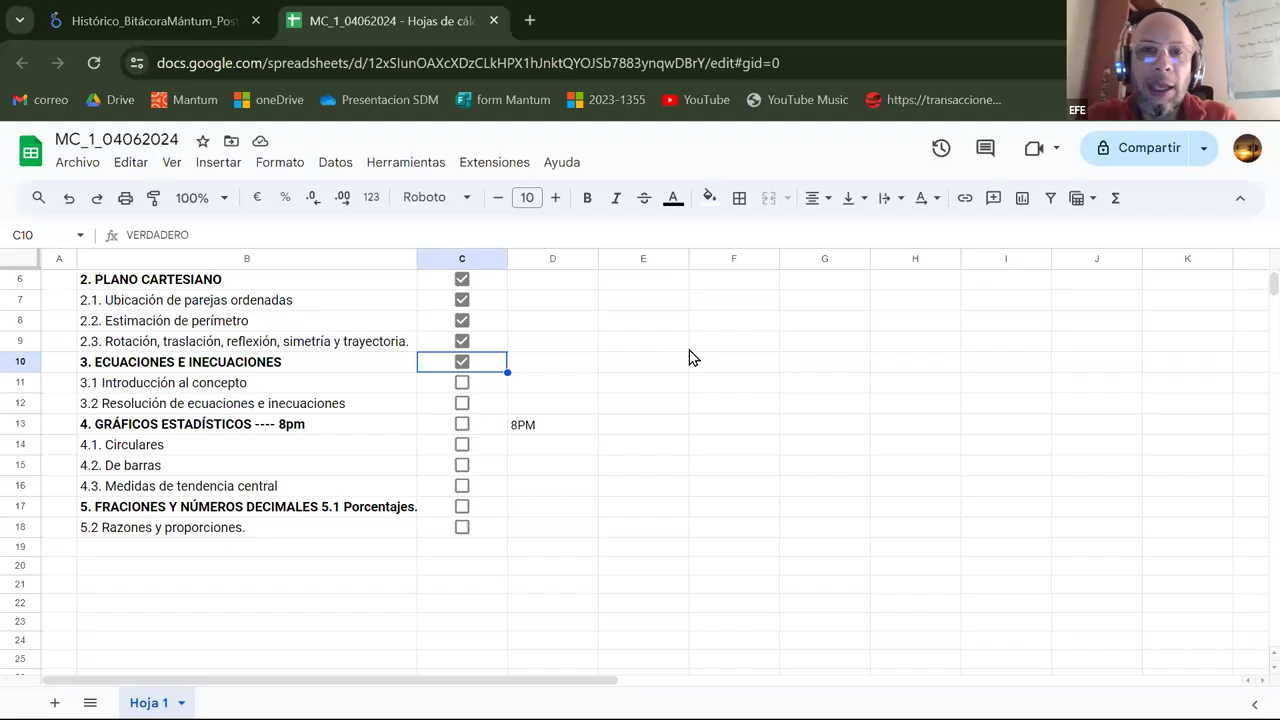 Histórico_BitácoraMántum_Post
MC_1_04062024 - Hojas de cálc
docs.google.com/spreadsheets/d/12xSIunOAXcXDzCLkHPX1hJnktQYOJSb7883ynqwDBrY/edit#gid=0
correo
Drive
Mantum
oneDrive
Presentacion SDM
form Mantum
2023-1355
YouTube
YouTube Music
https://transaccione...
EFE
MC_1_04062024
Archivo Editar Ver Insertar Formato Datos Herramientas Extensiones Ayuda
Compartir
100% € % .0 .00 123 Roboto 10 B I S A Σ
C10 fx VERDADERO
A B C D E F G H I J K
6 2. PLANO CARTESIANO
7 2.1. Ubicación de parejas ordenadas
8 2.2. Estimación de perímetro
9 2.3. Rotación, traslación, reflexión, simetría y trayectoria.
10 3. ECUACIONES E INECUACIONES
11 3.1 Introducción al concepto
12 3.2 Resolución de ecuaciones e inecuaciones
13 4. GRÁFICOS ESTADÍSTICOS ---- 8pm 8PM
14 4.1. Circulares
15 4.2. De barras
16 4.3. Medidas de tendencia central
17 5. FRACIONES Y NÚMEROS DECIMALES 5.1 Porcentajes.
18 5.2 Razones y proporciones.
19
20
21
22
23
24
25
Hoja 1